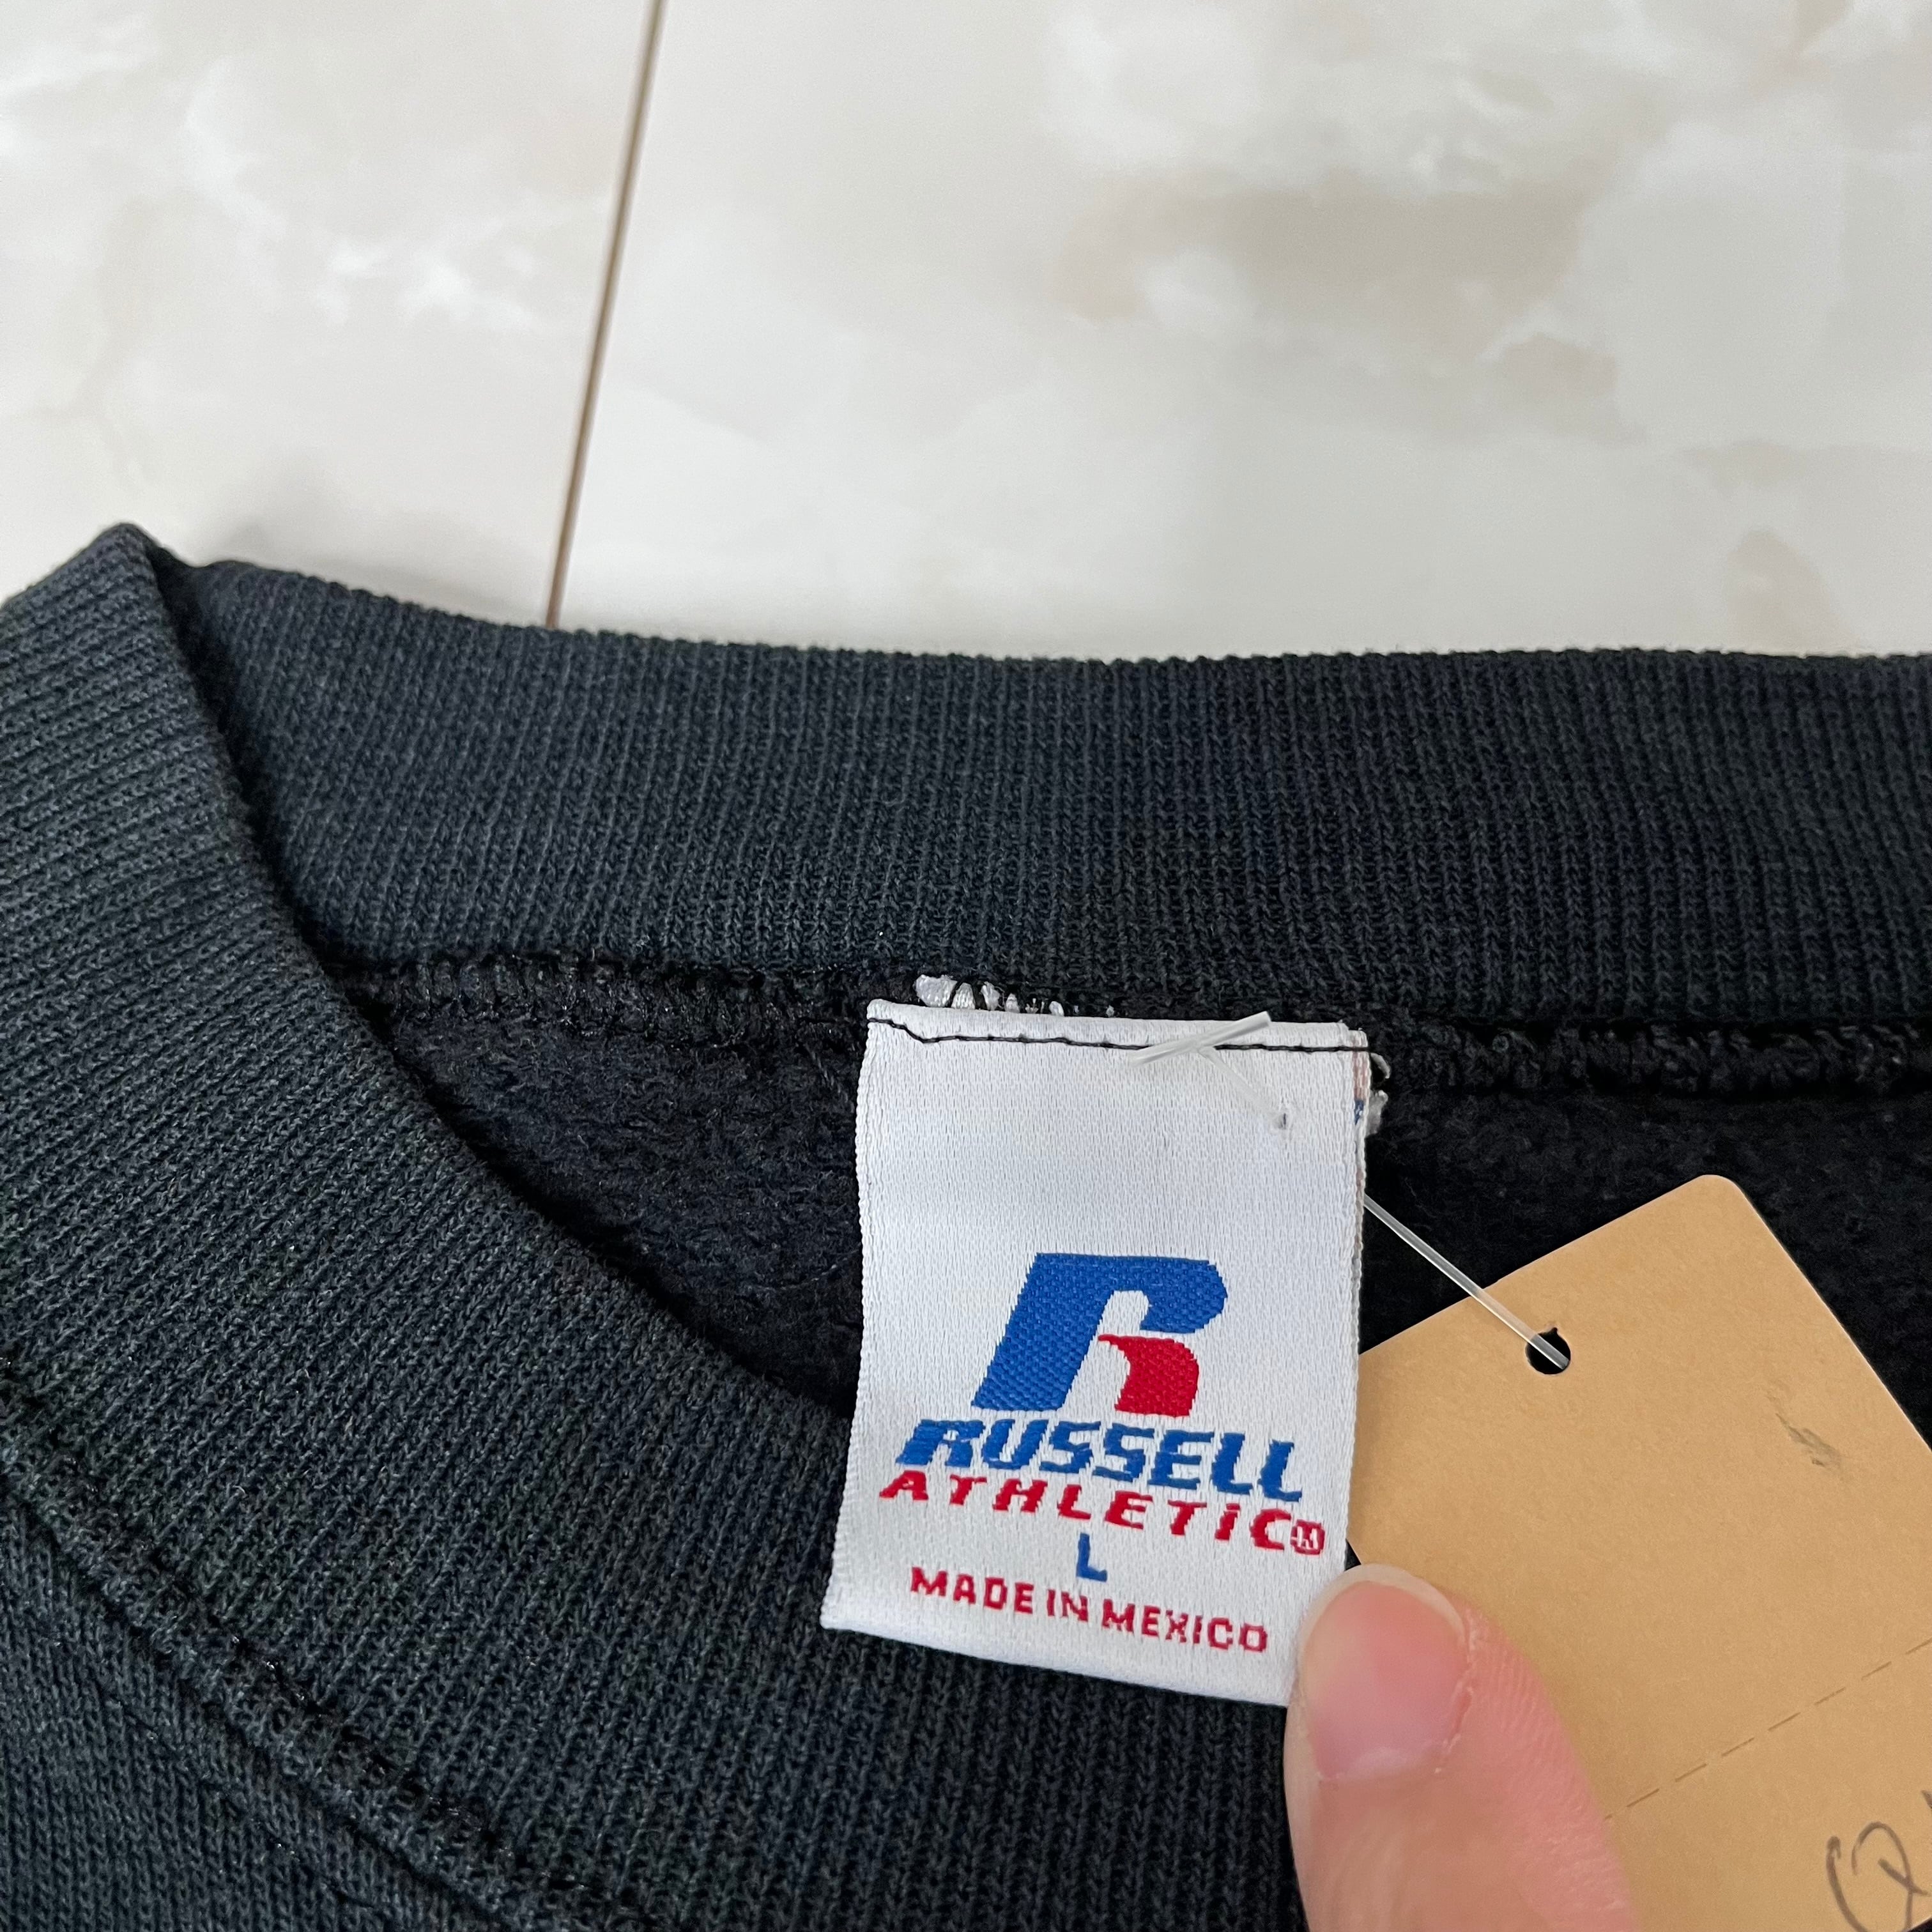 RUSSELL
ATHLETIC®
L
MADE IN MEXICO